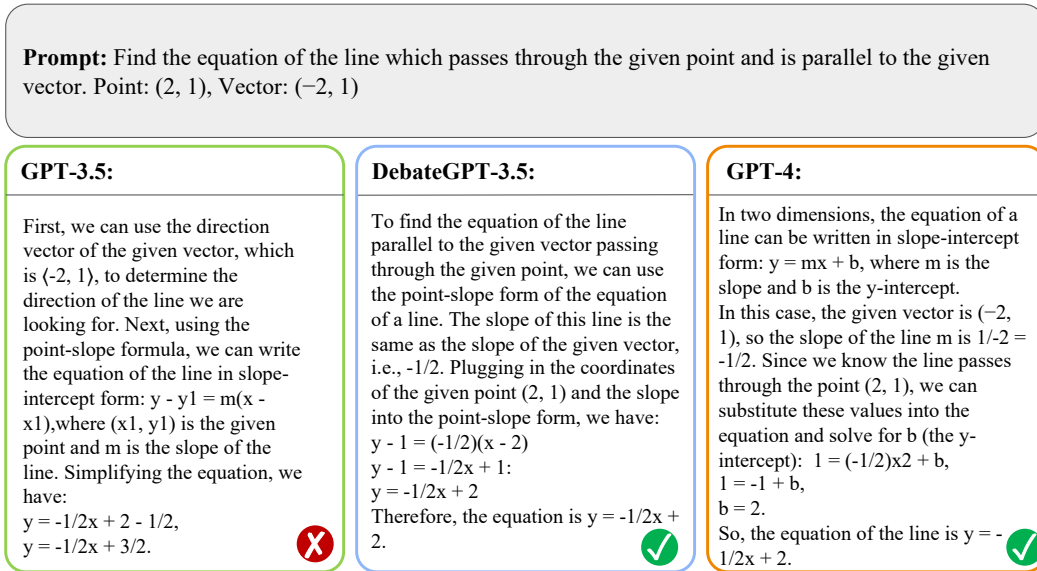 Prompt: Find the equation of the line which passes through the given point and is parallel to the given
vector. Point: (2, 1), Vector: (−2, 1)
GPT-3.5:
First, we can use the direction
vector of the given vector, which
is ⟨-2, 1⟩, to determine the
direction of the line we are
looking for. Next, using the
point-slope formula, we can write
the equation of the line in slope-
intercept form: y - y1 = m(x -
x1),where (x1, y1) is the given
point and m is the slope of the
line. Simplifying the equation, we
have:
y = -1/2x + 2 - 1/2,
y = -1/2x + 3/2.
DebateGPT-3.5:
To find the equation of the line
parallel to the given vector passing
through the given point, we can use
the point-slope form of the equation
of a line. The slope of this line is the
same as the slope of the given vector,
i.e., -1/2. Plugging in the coordinates
of the given point (2, 1) and the slope
into the point-slope form, we have:
y - 1 = (-1/2)(x - 2)
y - 1 = -1/2x + 1:
y = -1/2x + 2
Therefore, the equation is y = -1/2x +
2.
GPT-4:
In two dimensions, the equation of a
line can be written in slope-intercept
form: y = mx + b, where m is the
slope and b is the y-intercept.
In this case, the given vector is (−2,
1), so the slope of the line m is 1/-2 =
-1/2. Since we know the line passes
through the point (2, 1), we can
substitute these values into the
equation and solve for b (the y-
intercept): 1 = (-1/2)x2 + b,
1 = -1 + b,
b = 2.
So, the equation of the line is y = -
1/2x + 2.